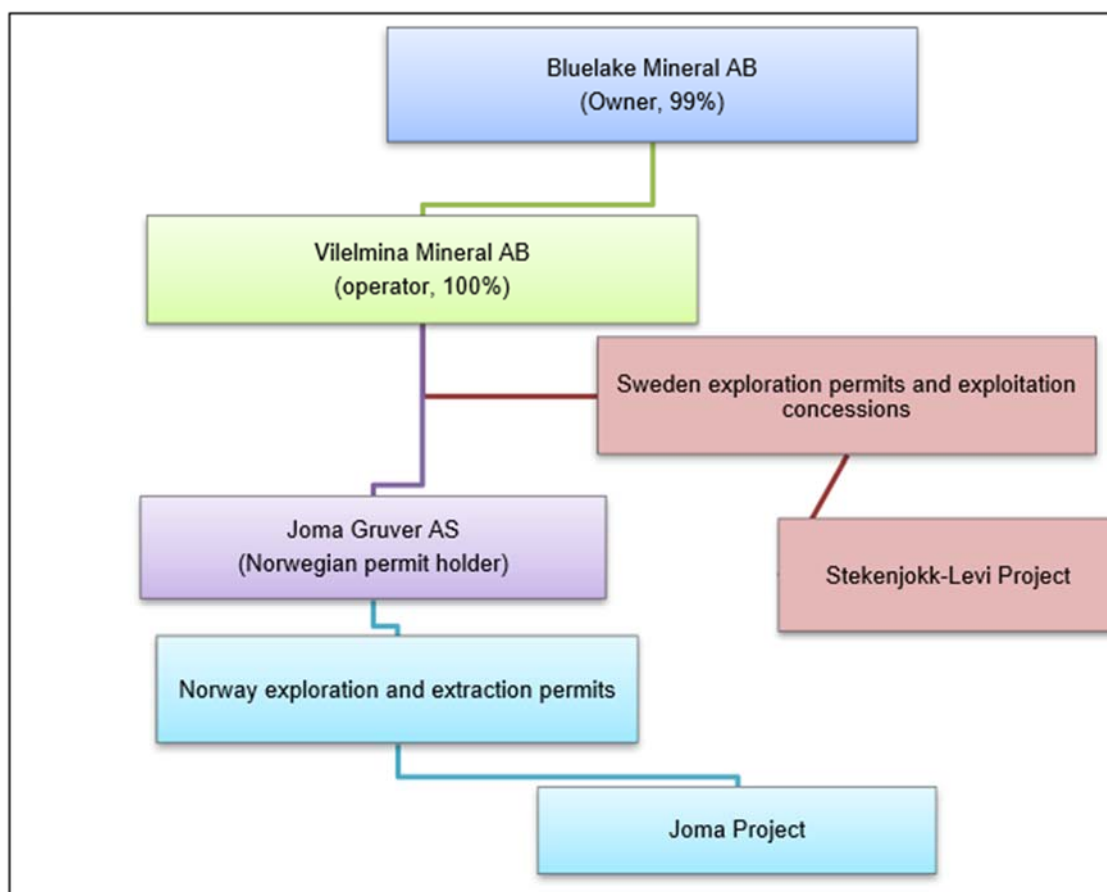 Bluelake Mineral AB
(Owner, 99%)
Vilelmina Mineral AB
(operator, 100%)
Sweden exploration permits and exploitation
concessions
Joma Gruver AS
(Norwegian permit holder)
Stekenjokk-Levi Project
Norway exploration and extraction permits
Joma Project